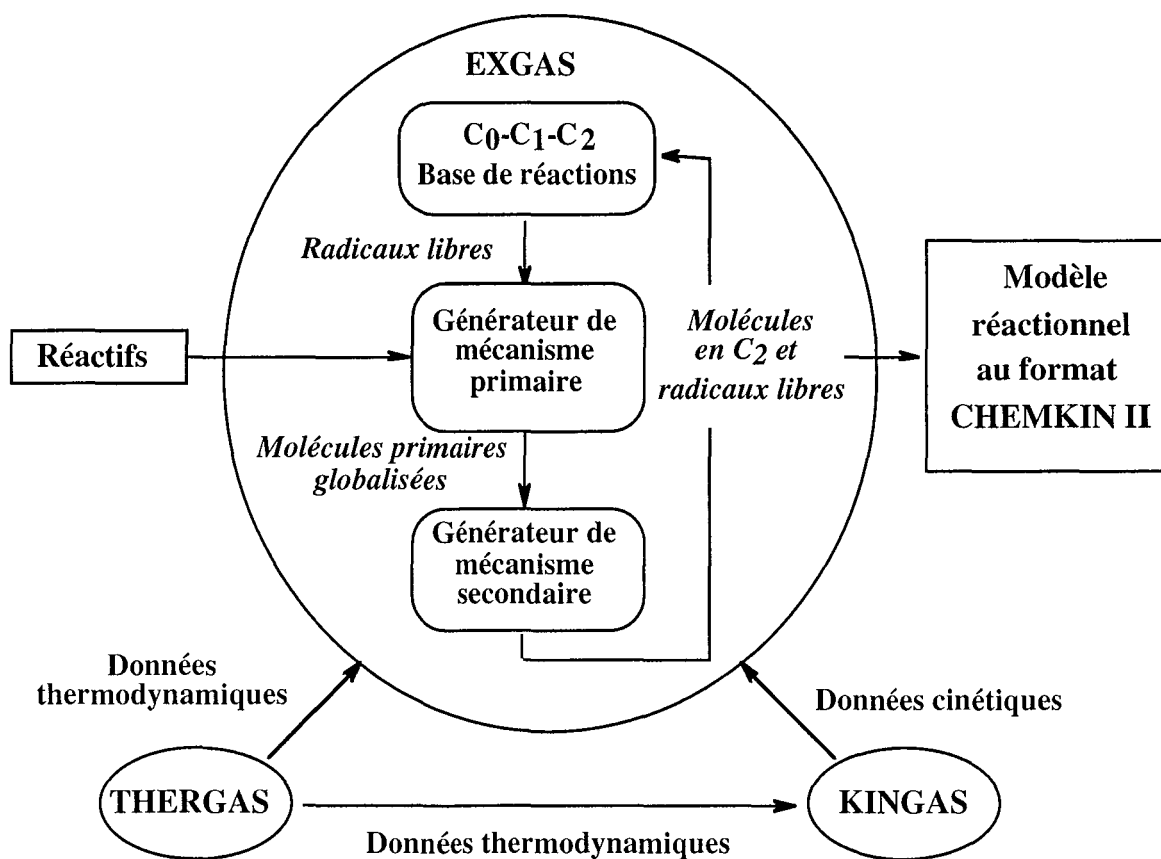 EXGAS
C0-C1-C2
Base de réactions
Radicaux libres
Réactifs
Générateur de
mécanisme
primaire
Molécules
en C2 et
radicaux libres
Modèle
réactionnel
au format
CHEMKIN II
Molécules primaires
globalisées
Générateur de
mécanisme
secondaire
Données
thermodynamiques
Données cinétiques
THERGAS
KINGAS
Données thermodynamiques